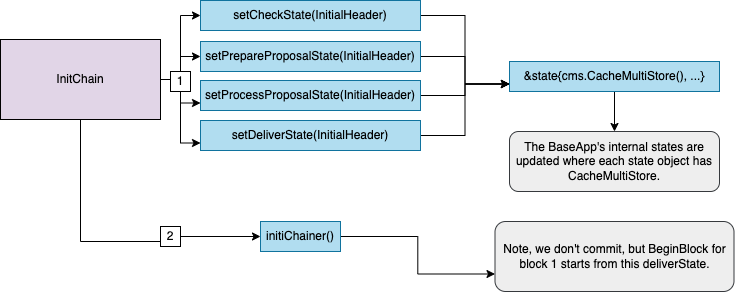 setCheckState(InitialHeader)
setPrepareProposalState(InitialHeader)
InitChain
1
&state{cms.CacheMultiStore(), ...}
setProcessProposalState(InitialHeader)
setDeliverState(InitialHeader)
The BaseApp's internal states are
updated where each state object has
CacheMultiStore.
2
initiChainer()
Note, we don't commit, but BeginBlock for
block 1 starts from this deliverState.